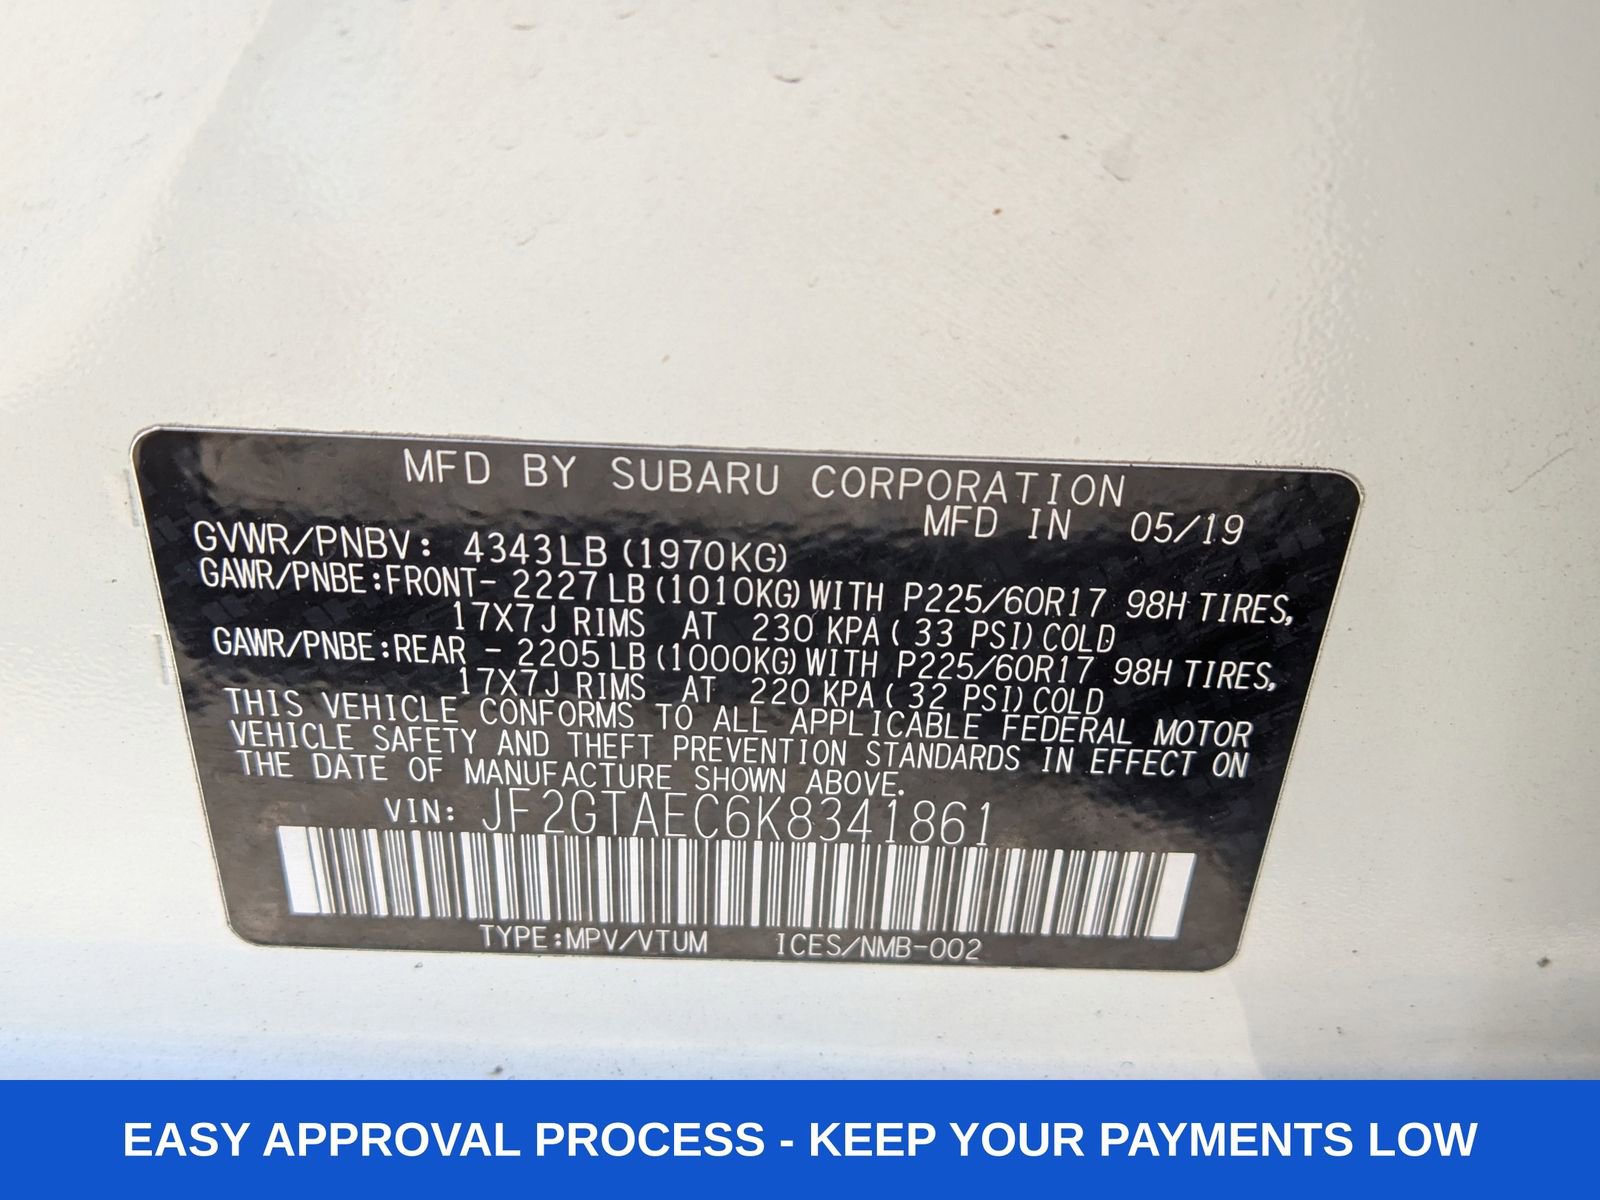 MFD BY SUBARU CORPORATION
MFD IN 05/19
GVWR/PNBV: 4343LB(1970KG)
GAWR/PNBE:FRONT- 2227LB(1010KG)WITH P225/60R17 98H TIRES,
17X7J RIMS AT 230 KPA( 33 PSI)COLD
GAWR/PNBE:REAR - 2205LB(1000KG)WITH P225/60R17 98H TIRES,
17X7J RIMS AT 220 KPA( 32 PSI)COLD
THIS VEHICLE CONFORMS TO ALL APPLICABLE FEDERAL MOTOR
VEHICLE SAFETY AND THEFT PREVENTION STANDARDS IN EFFECT ON
THE DATE OF MANUFACTURE SHOWN ABOVE.
VIN: JF2GTAEC6K8341861
TYPE:MPV/VTUM ICES/NMB-002
EASY APPROVAL PROCESS - KEEP YOUR PAYMENTS LOW